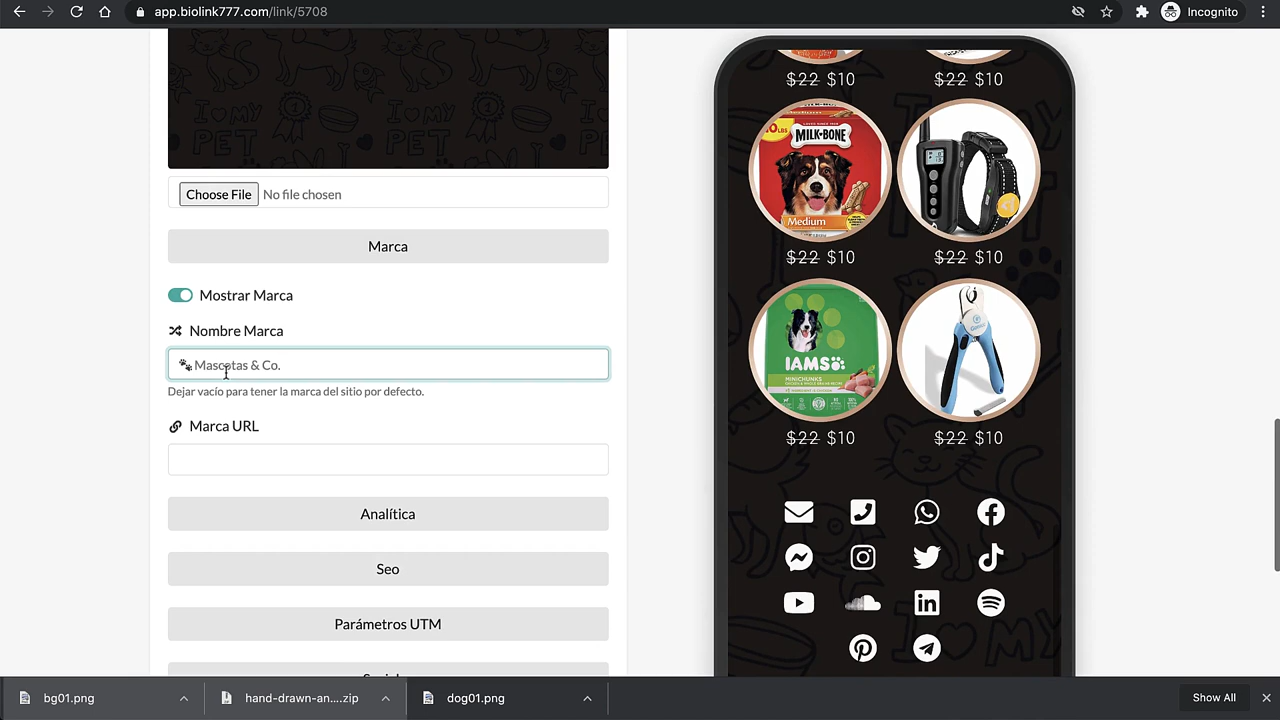 app.biolink777.com/link/5708
Incognito
I ♥ MY
PET
Choose File No file chosen
Marca
Mostrar Marca
Nombre Marca
Mascotas & Co.
Dejar vacío para tener la marca del sitio por defecto.
Marca URL
Analítica
Seo
Parámetros UTM
$22 $10
$22 $10
MILK-BONE
Medium
$22 $10
$22 $10
IAMS
MINICHUNKS
$22 $10
$22 $10
I ♥ MY
bg01.png
hand-drawn-an....zip
dog01.png
Show All